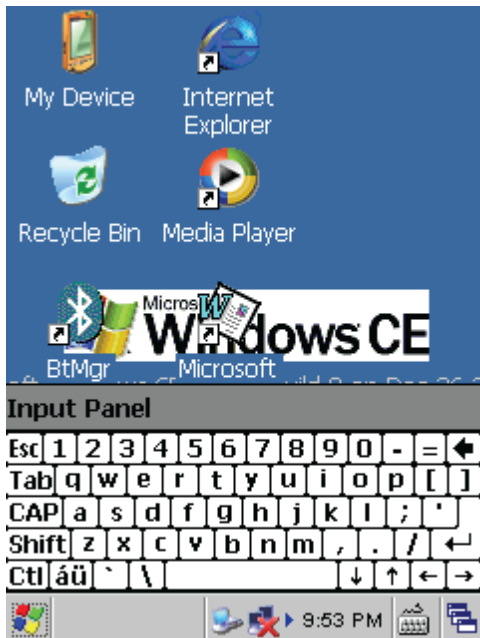 My Device
Internet Explorer
Recycle Bin
Media Player
Windows CE
BtMgr
Microsoft
Input Panel
Esc 1 2 3 4 5 6 7 8 9 0 - =
Tab q w e r t y u i o p [ ]
CAP a s d f g h j k l ; '
Shift z x c v b n m , . /
Ctl áü ` \ ↓ ↑ ← →
9:53 PM